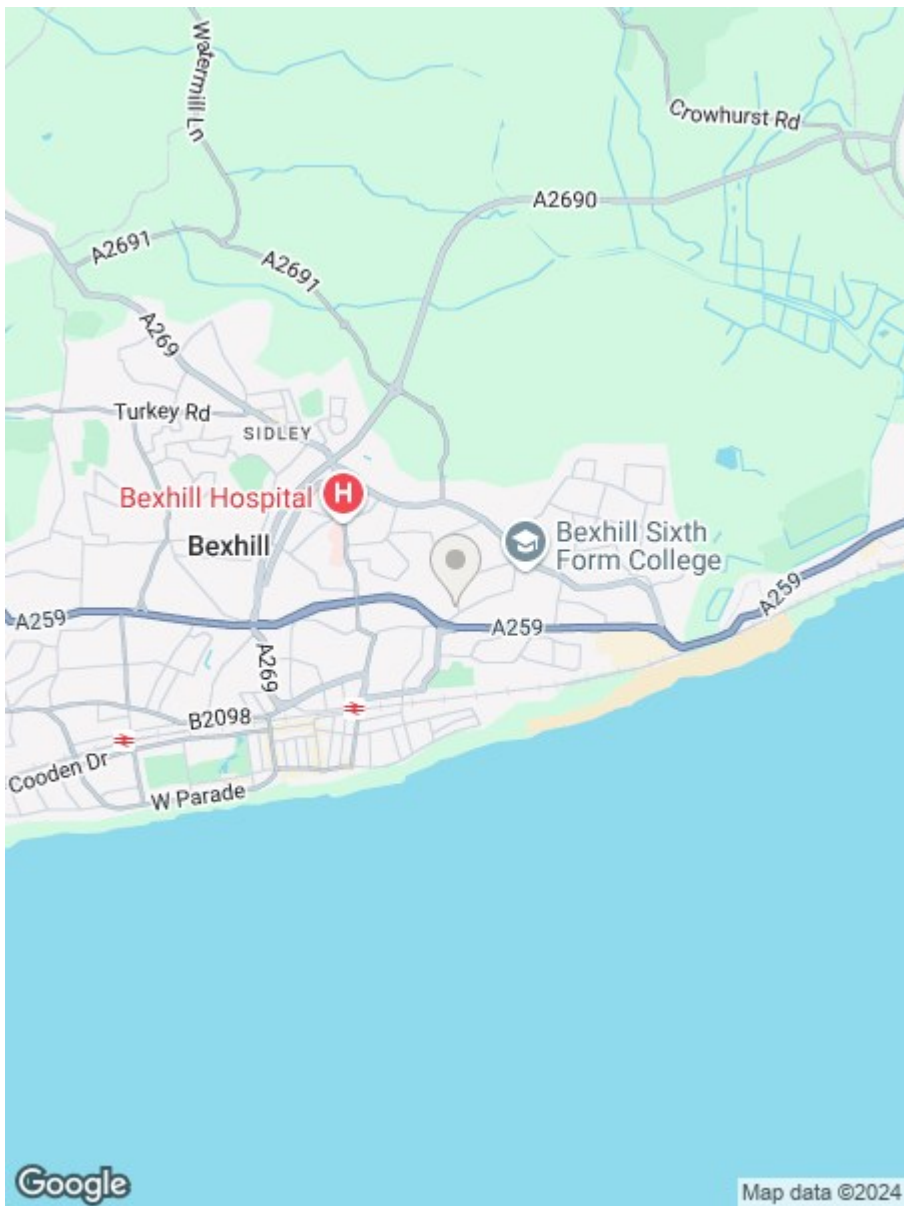 Watermill Ln
Crowhurst Rd
A2690
A2691
A2691
A269
Turkey Rd
SIDLEY
Bexhill Hospital
H
Bexhill
Bexhill Sixth
Form College
A259
A259
A259
A269
B2098
Cooden Dr
W Parade
Google
Map data ©2024